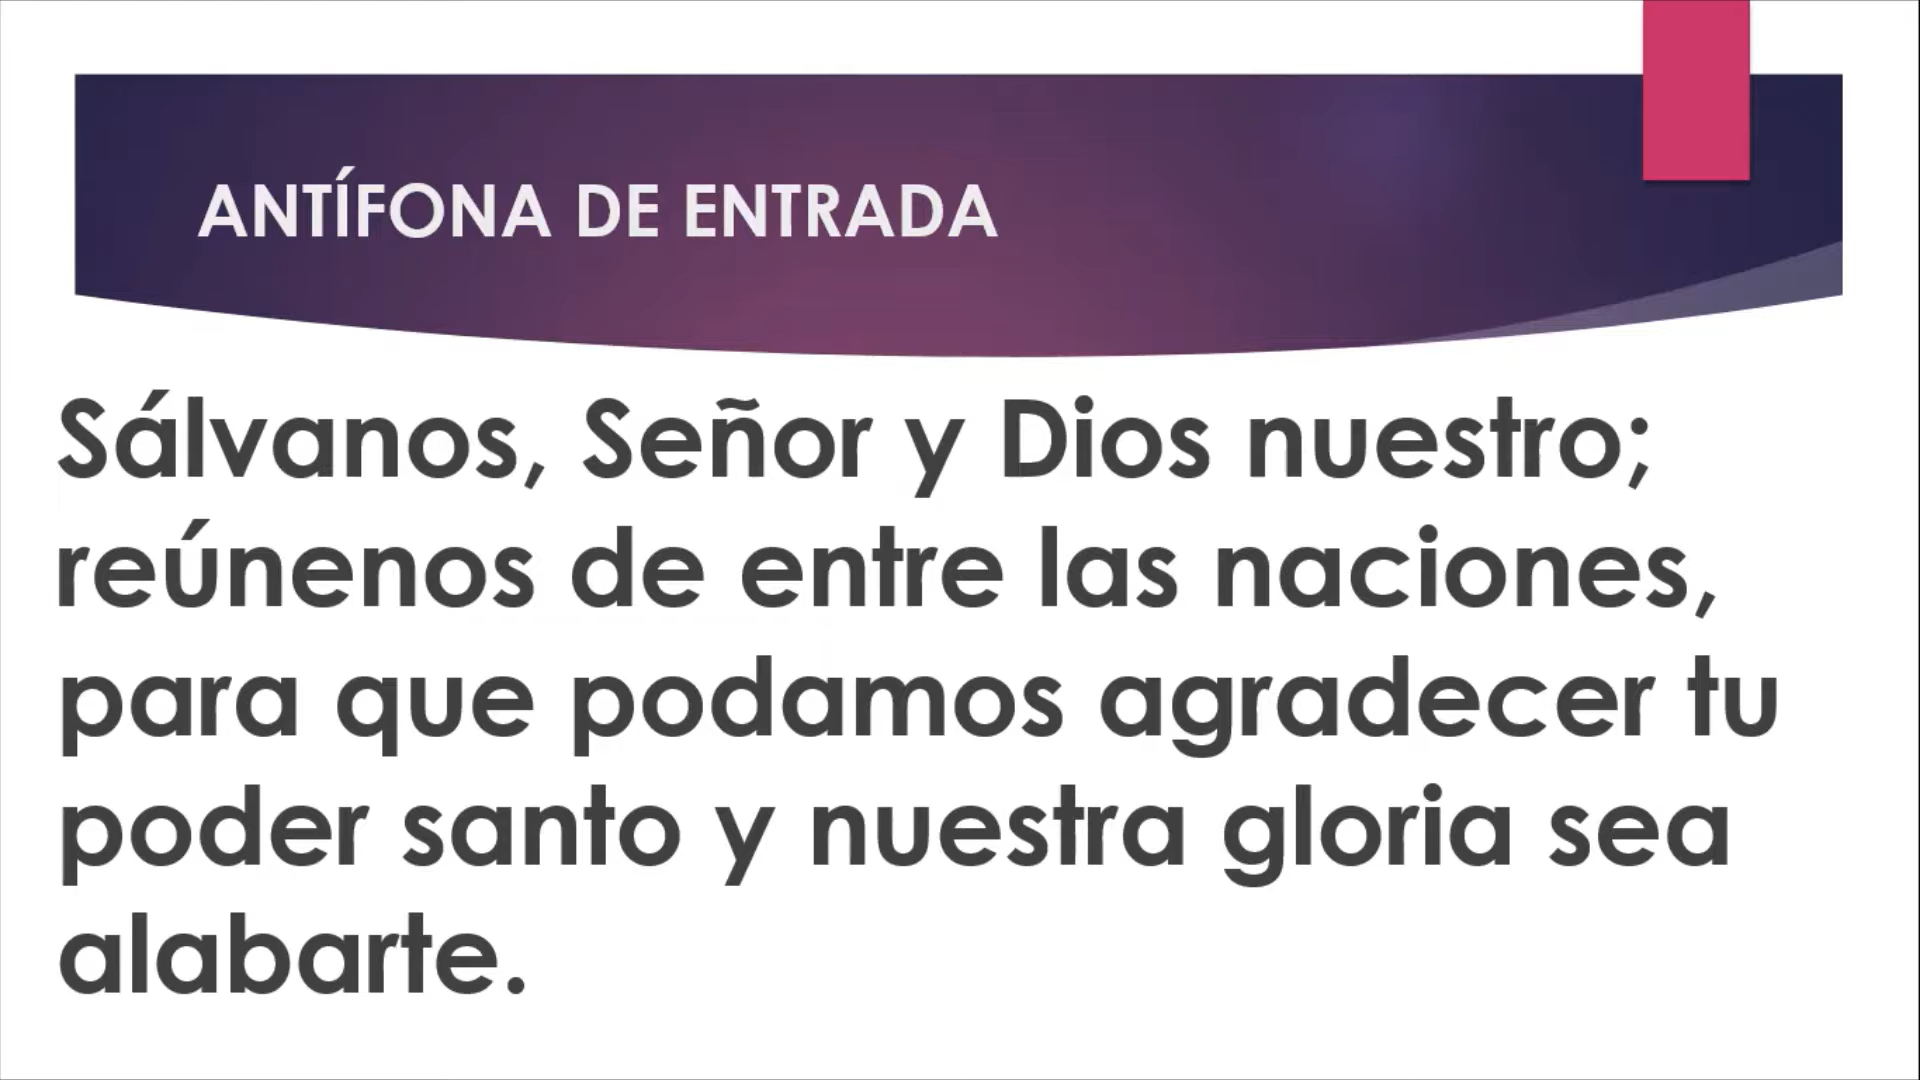 ANTÍFONA DE ENTRADA
Sálvanos, Señor y Dios nuestro;
reúnenos de entre las naciones,
para que podamos agradecer tu
poder santo y nuestra gloria sea
alabarte.